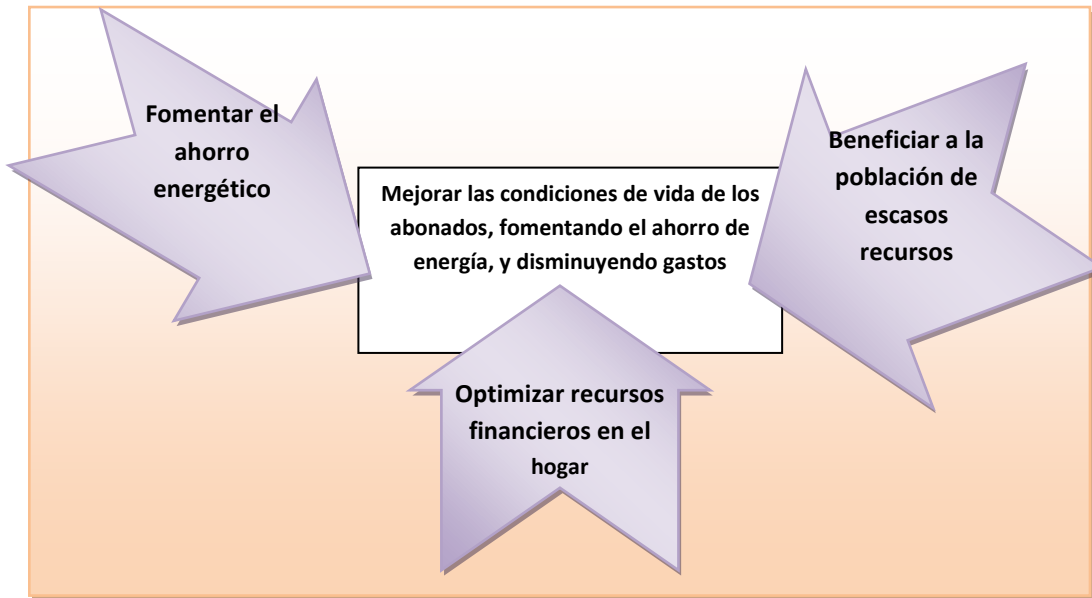 Fomentar el
ahorro
energético
Mejorar las condiciones de vida de los
abonados, fomentando el ahorro de
energía, y disminuyendo gastos
Beneficiar a la
población de
escasos
recursos
Optimizar recursos
financieros en el
hogar